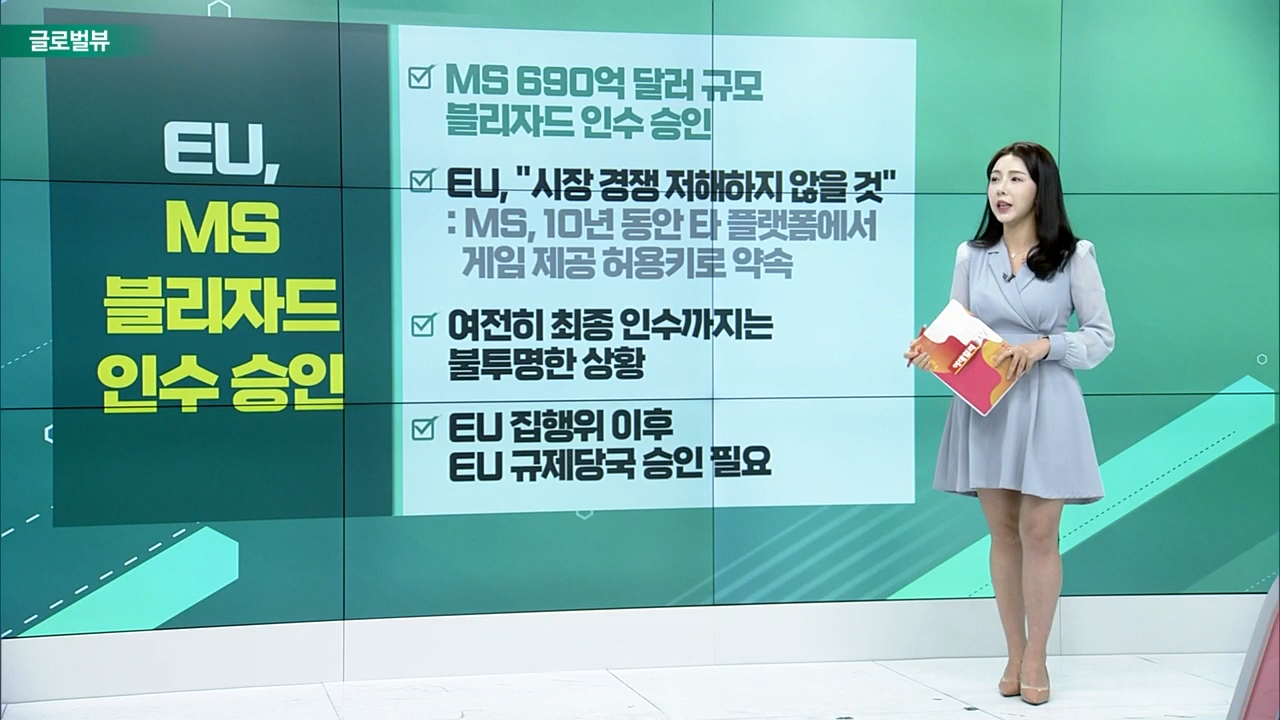 글로벌뷰
EU,
MS
블리자드
인수 승인
MS 690억 달러 규모
블리자드 인수 승인
EU, "시장 경쟁 저해하지 않을 것"
: MS, 10년 동안 타 플랫폼에서
게임 제공 허용키로 약속
여전히 최종 인수까지는
불투명한 상황
EU 집행위 이후
EU 규제당국 승인 필요